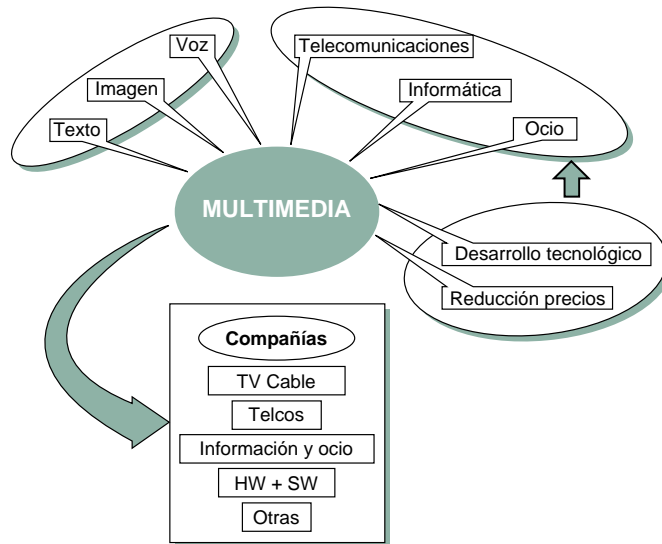 Voz
Telecomunicaciones
Imagen
Informática
Texto
Ocio
MULTIMEDIA
Desarrollo tecnológico
Reducción precios
Compañías
TV Cable
Telcos
Información y ocio
HW + SW
Otras